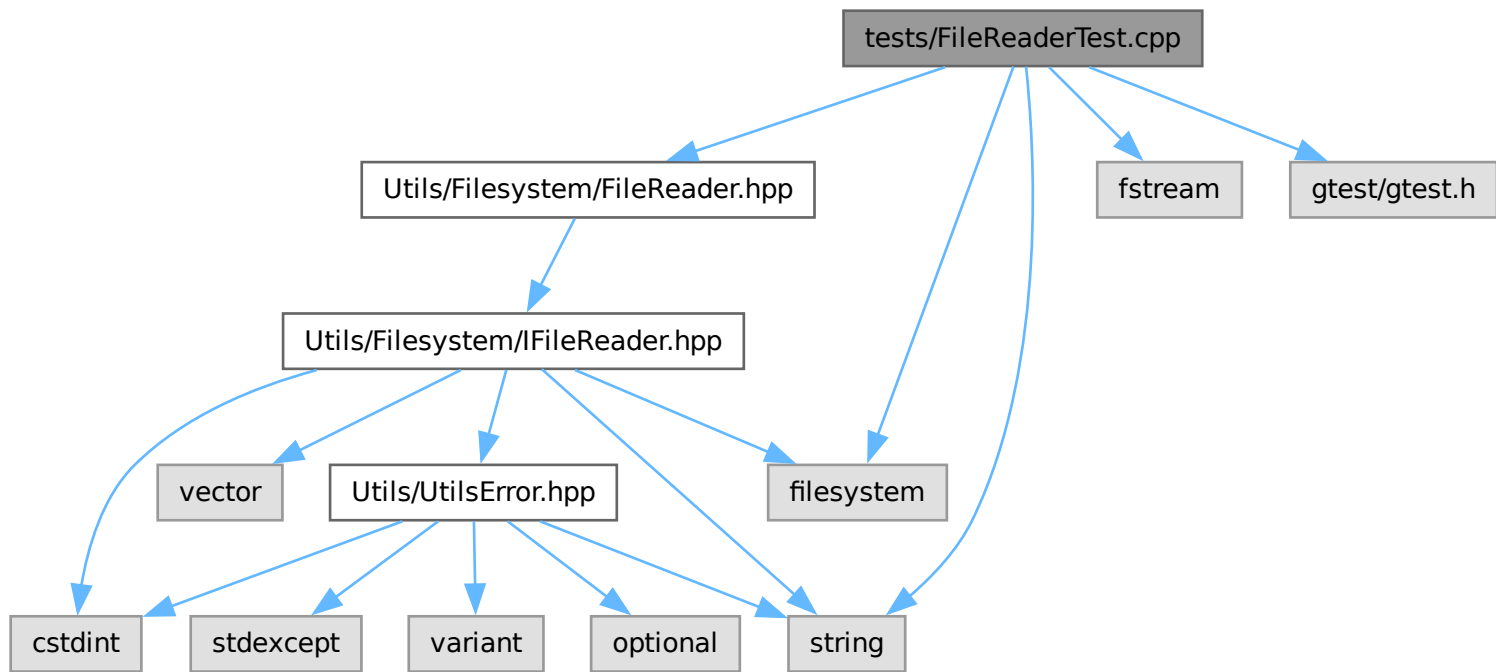 tests/FileReaderTest.cpp
Utils/Filesystem/FileReader.hpp
fstream
gtest/gtest.h
Utils/Filesystem/IFileReader.hpp
vector
Utils/UtilsError.hpp
filesystem
cstdint
stdexcept
variant
optional
string